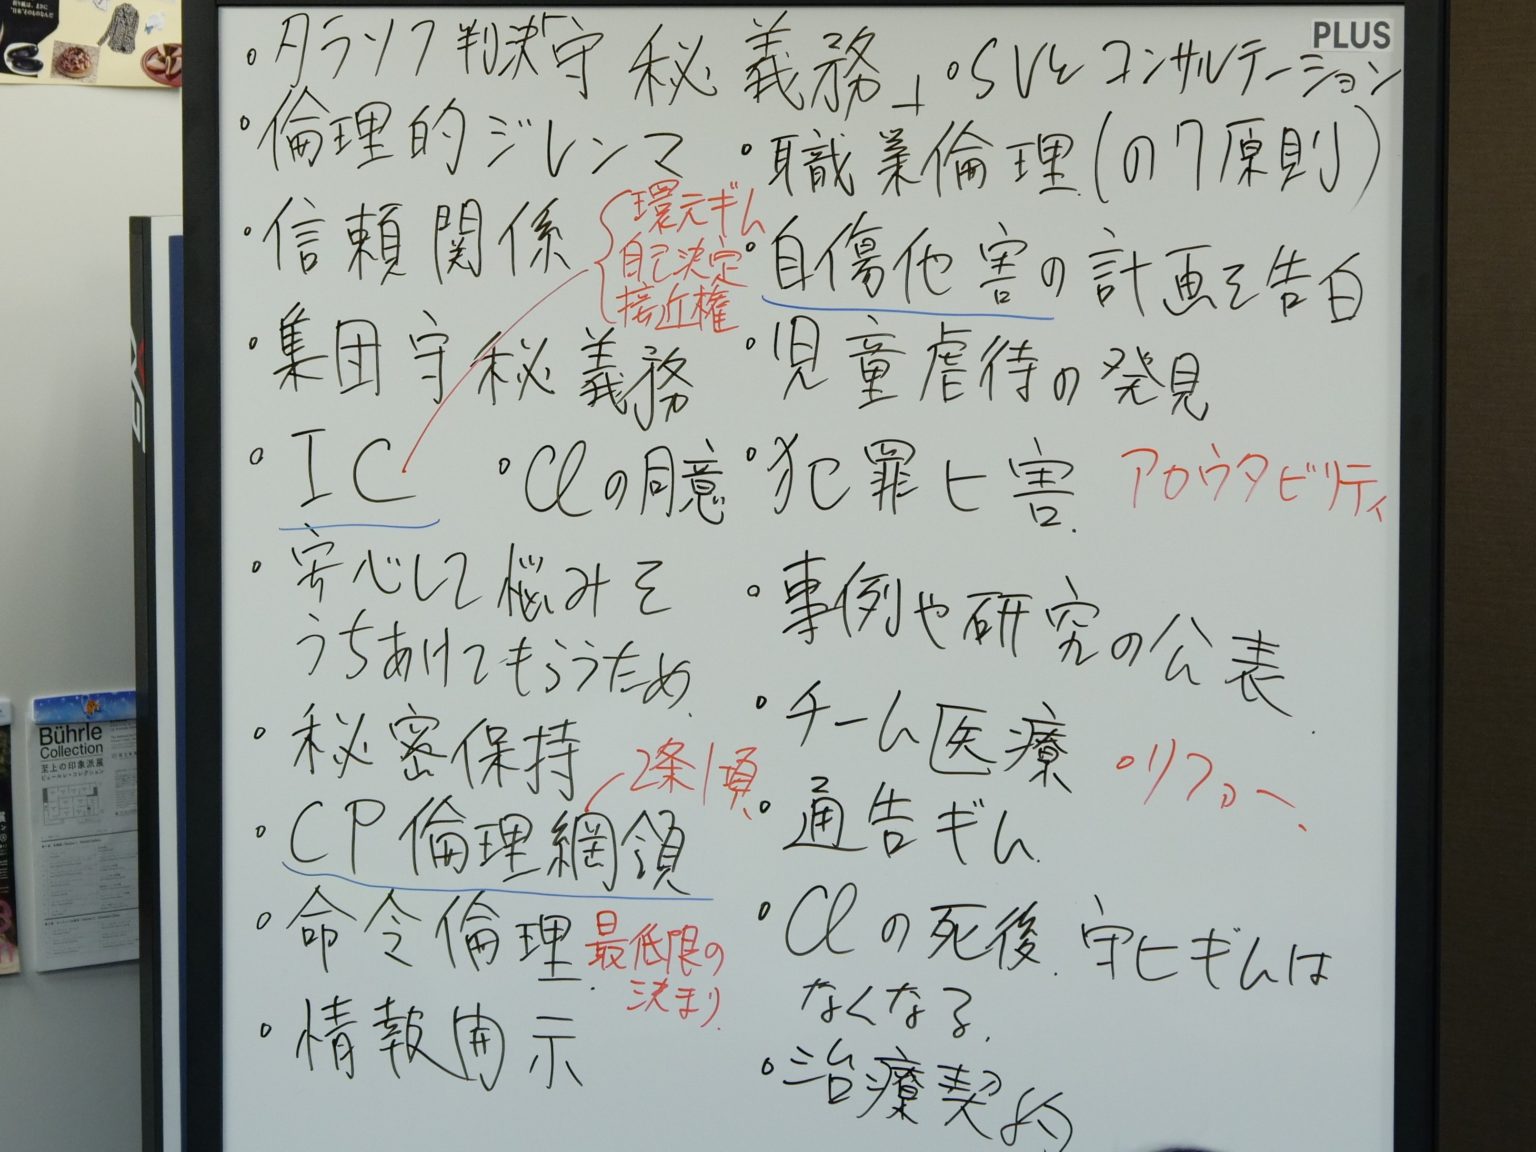 PLUS
・タラソフ判決 守秘義務
・SVとコンサルテーション
・倫理的ジレンマ
・職業倫理(の7原則)
・信頼関係
環元ギム
自己決定
接近権
・自傷他害の計画を告白
・集団守秘義務
・児童虐待の発見
・IC
・Clの同意
・犯罪ヒ害.
アカウタビリティ
・安心して悩みを
うちあけてもらうため.
・事例や研究の公表.
・秘密保持
・チーム医療
・リファー、
2条1項
・CP倫理綱領
・通告ギム
・命令倫理.
最低限の
決まり.
・Clの死後.守ヒギムは
なくなる.
・情報開示
・治療契約
Bührle
Collection
至上の印象派展
ビュールレ・コレクション